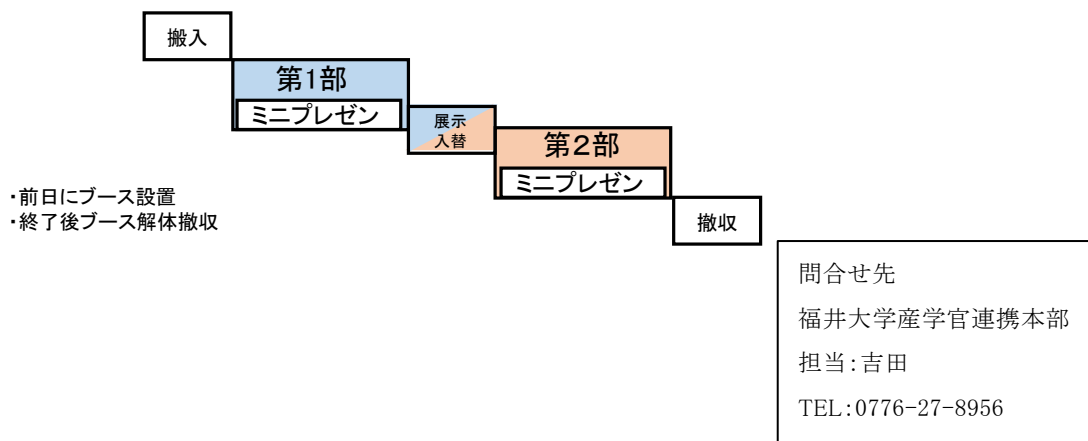 搬入
第1部
ミニプレゼン
展示
入替
第2部
ミニプレゼン
撤収
・前日にブース設置
・終了後ブース解体撤収
問合せ先
福井大学産学官連携本部
担当:吉田
TEL:0776-27-8956